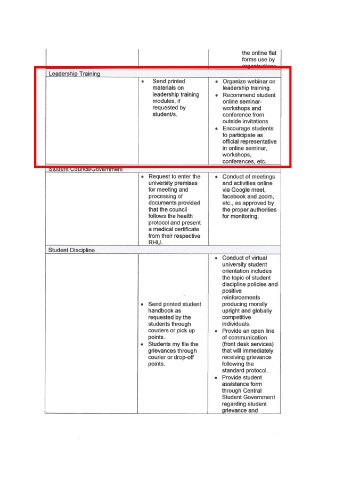 the online flat
forms use by
organizations.
Leadership Training
• Send printed
materials on
leadership training
modules, if
requested by
student/s.
• Organize webinar on
leadership training.
• Recommend student
online seminar-
workshops and
conference from
outside invitations
• Encourage students
to participate as
official representative
in online seminar,
workshops,
conferences, etc.
Student Council/Government
• Request to enter the
university premises
for meeting and
processing of
documents provided
that the council
follows the health
protocol and present
a medical certificate
from their respective
RHU.
• Conduct of meetings
and activities online
via Google meet,
facebook and zoom,
etc., as approved by
the proper authorities
for monitoring.
Student Discipline
• Send printed student
handbook as
requested by the
students through
couriers or pick up
points.
• Students my file the
grievances through
courier or drop-off
points.
• Conduct of virtual
university student
orientation includes
the topic of student
discipline policies and
positive
reinforcements
producing morally
upright and globally
competitive
individuals.
• Provide an open line
of communication
(front desk services)
that will immediately
receiving grievance
following the
standard protocol.
• Provide student
assistance form
through Central
Student Government
regarding student
grievance and